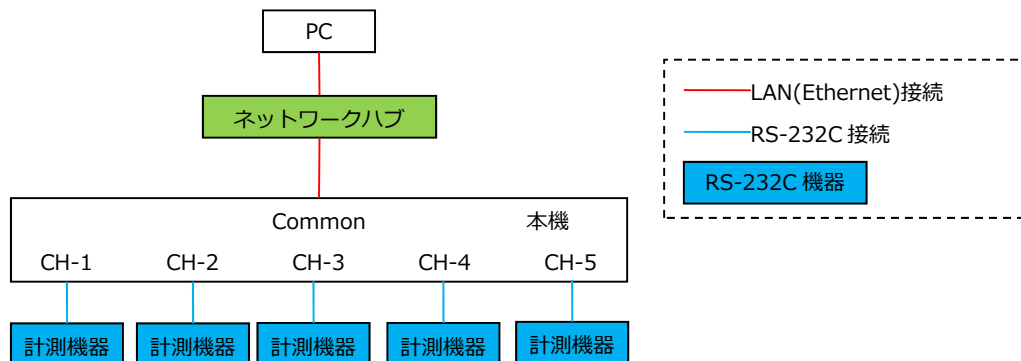 PC
ネットワークハブ
Common 本機
CH-1 CH-2 CH-3 CH-4 CH-5
計測機器 計測機器 計測機器 計測機器 計測機器
LAN(Ethernet)接続
RS-232C 接続
RS-232C 機器